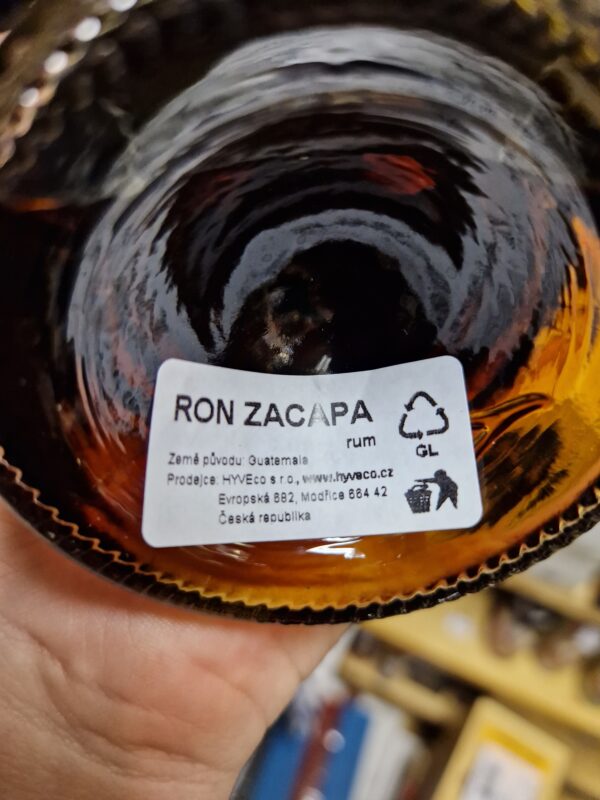 RON ZACAPA
rum
GL
Země původu: Guatemala
Prodejce: HYVEco s r.o., www.hyveco.cz
Evropská 882, Modřice 664 42
Česká republika